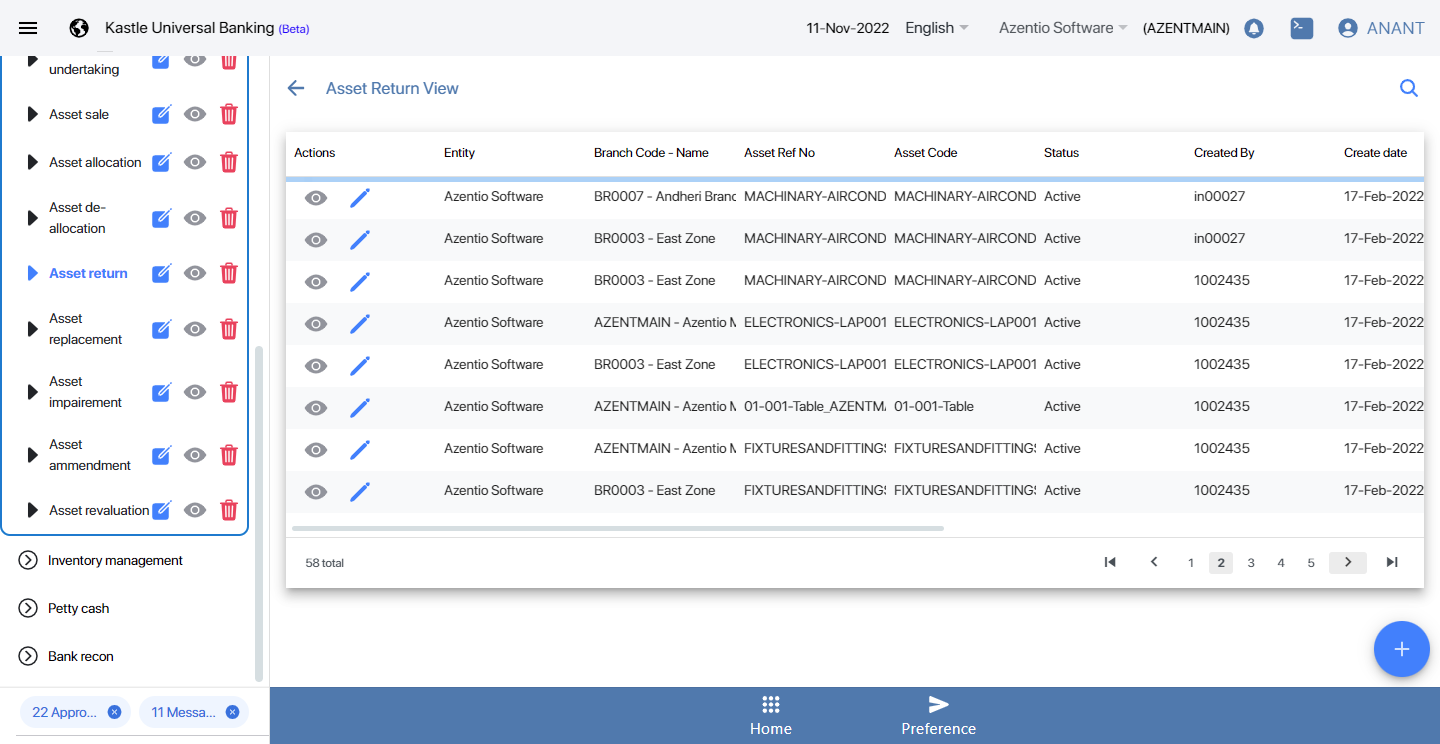 Kastle Universal Banking (Beta)
11-Nov-2022 English Azentio Software (AZENTMAIN) ANANT
undertaking
Asset sale
Asset allocation
Asset de-
allocation
Asset return
Asset
replacement
Asset
impairement
Asset
ammendment
Asset revaluation
Inventory management
Petty cash
Bank recon
22 Appro...
11 Messa...
Asset Return View
Actions Entity Branch Code - Name Asset Ref No Asset Code Status Created By Create date
Azentio Software BR0007 - Andheri Branc MACHINARY-AIRCOND MACHINARY-AIRCOND Active in00027 17-Feb-2022
Azentio Software BR0003 - East Zone MACHINARY-AIRCOND MACHINARY-AIRCOND Active in00027 17-Feb-2022
Azentio Software BR0003 - East Zone MACHINARY-AIRCOND MACHINARY-AIRCOND Active 1002435 17-Feb-2022
Azentio Software AZENTMAIN - Azentio M ELECTRONICS-LAP001 ELECTRONICS-LAP001 Active 1002435 17-Feb-2022
Azentio Software BR0003 - East Zone ELECTRONICS-LAP001 ELECTRONICS-LAP001 Active 1002435 17-Feb-2022
Azentio Software AZENTMAIN - Azentio M 01-001-Table_AZENTMA 01-001-Table Active 1002435 17-Feb-2022
Azentio Software AZENTMAIN - Azentio M FIXTURESANDFITTINGS FIXTURESANDFITTINGS Active 1002435 17-Feb-2022
Azentio Software BR0003 - East Zone FIXTURESANDFITTINGS FIXTURESANDFITTINGS Active 1002435 17-Feb-2022
58 total
1 2 3 4 5
Home
Preference